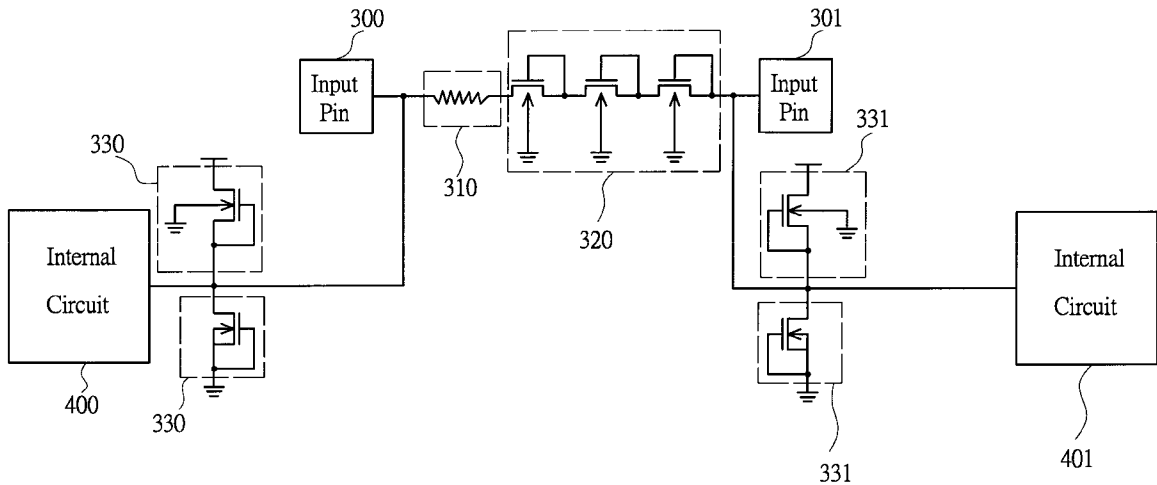 300
301
Input
Pin
Input
Pin
330
310
331
320
Internal
Circuit
Internal
Circuit
400
330
331
401